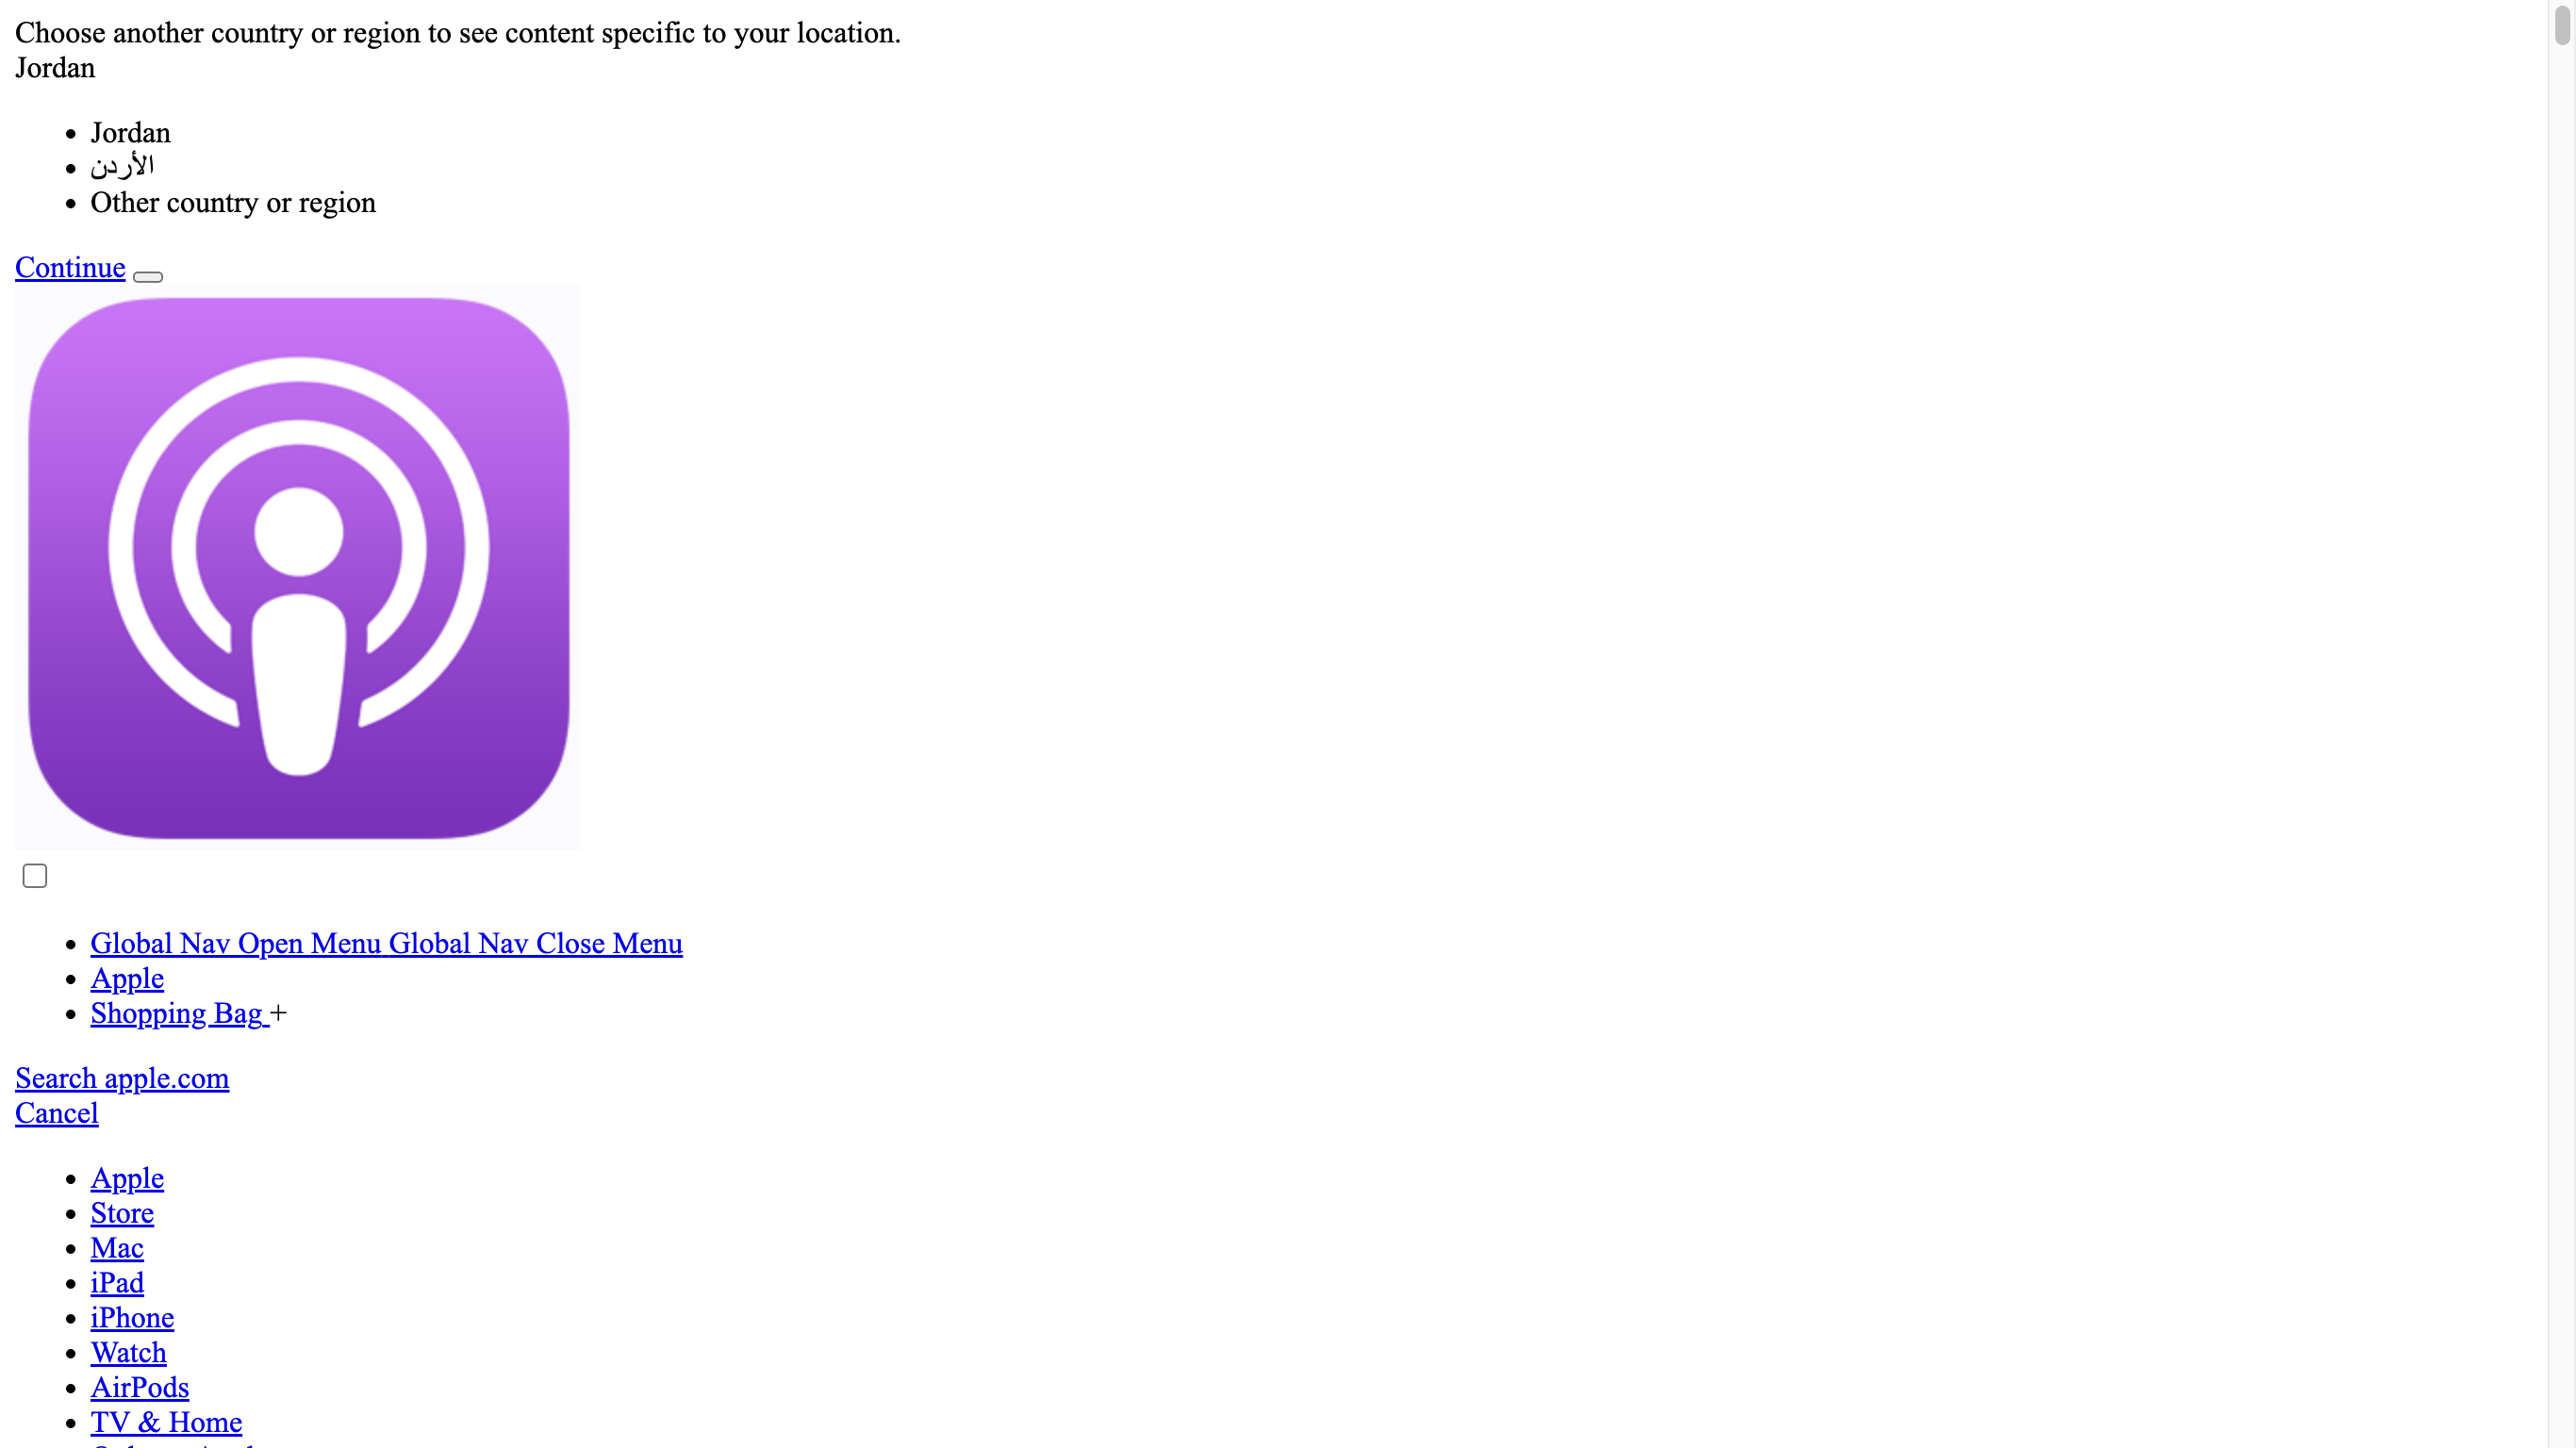 Choose another country or region to see content specific to your location.
Jordan
Jordan
الأردن
Other country or region
Continue
Global Nav Open Menu Global Nav Close Menu
Apple
Shopping Bag +
Search apple.com
Cancel
Apple
Store
Mac
iPad
iPhone
Watch
AirPods
TV & Home